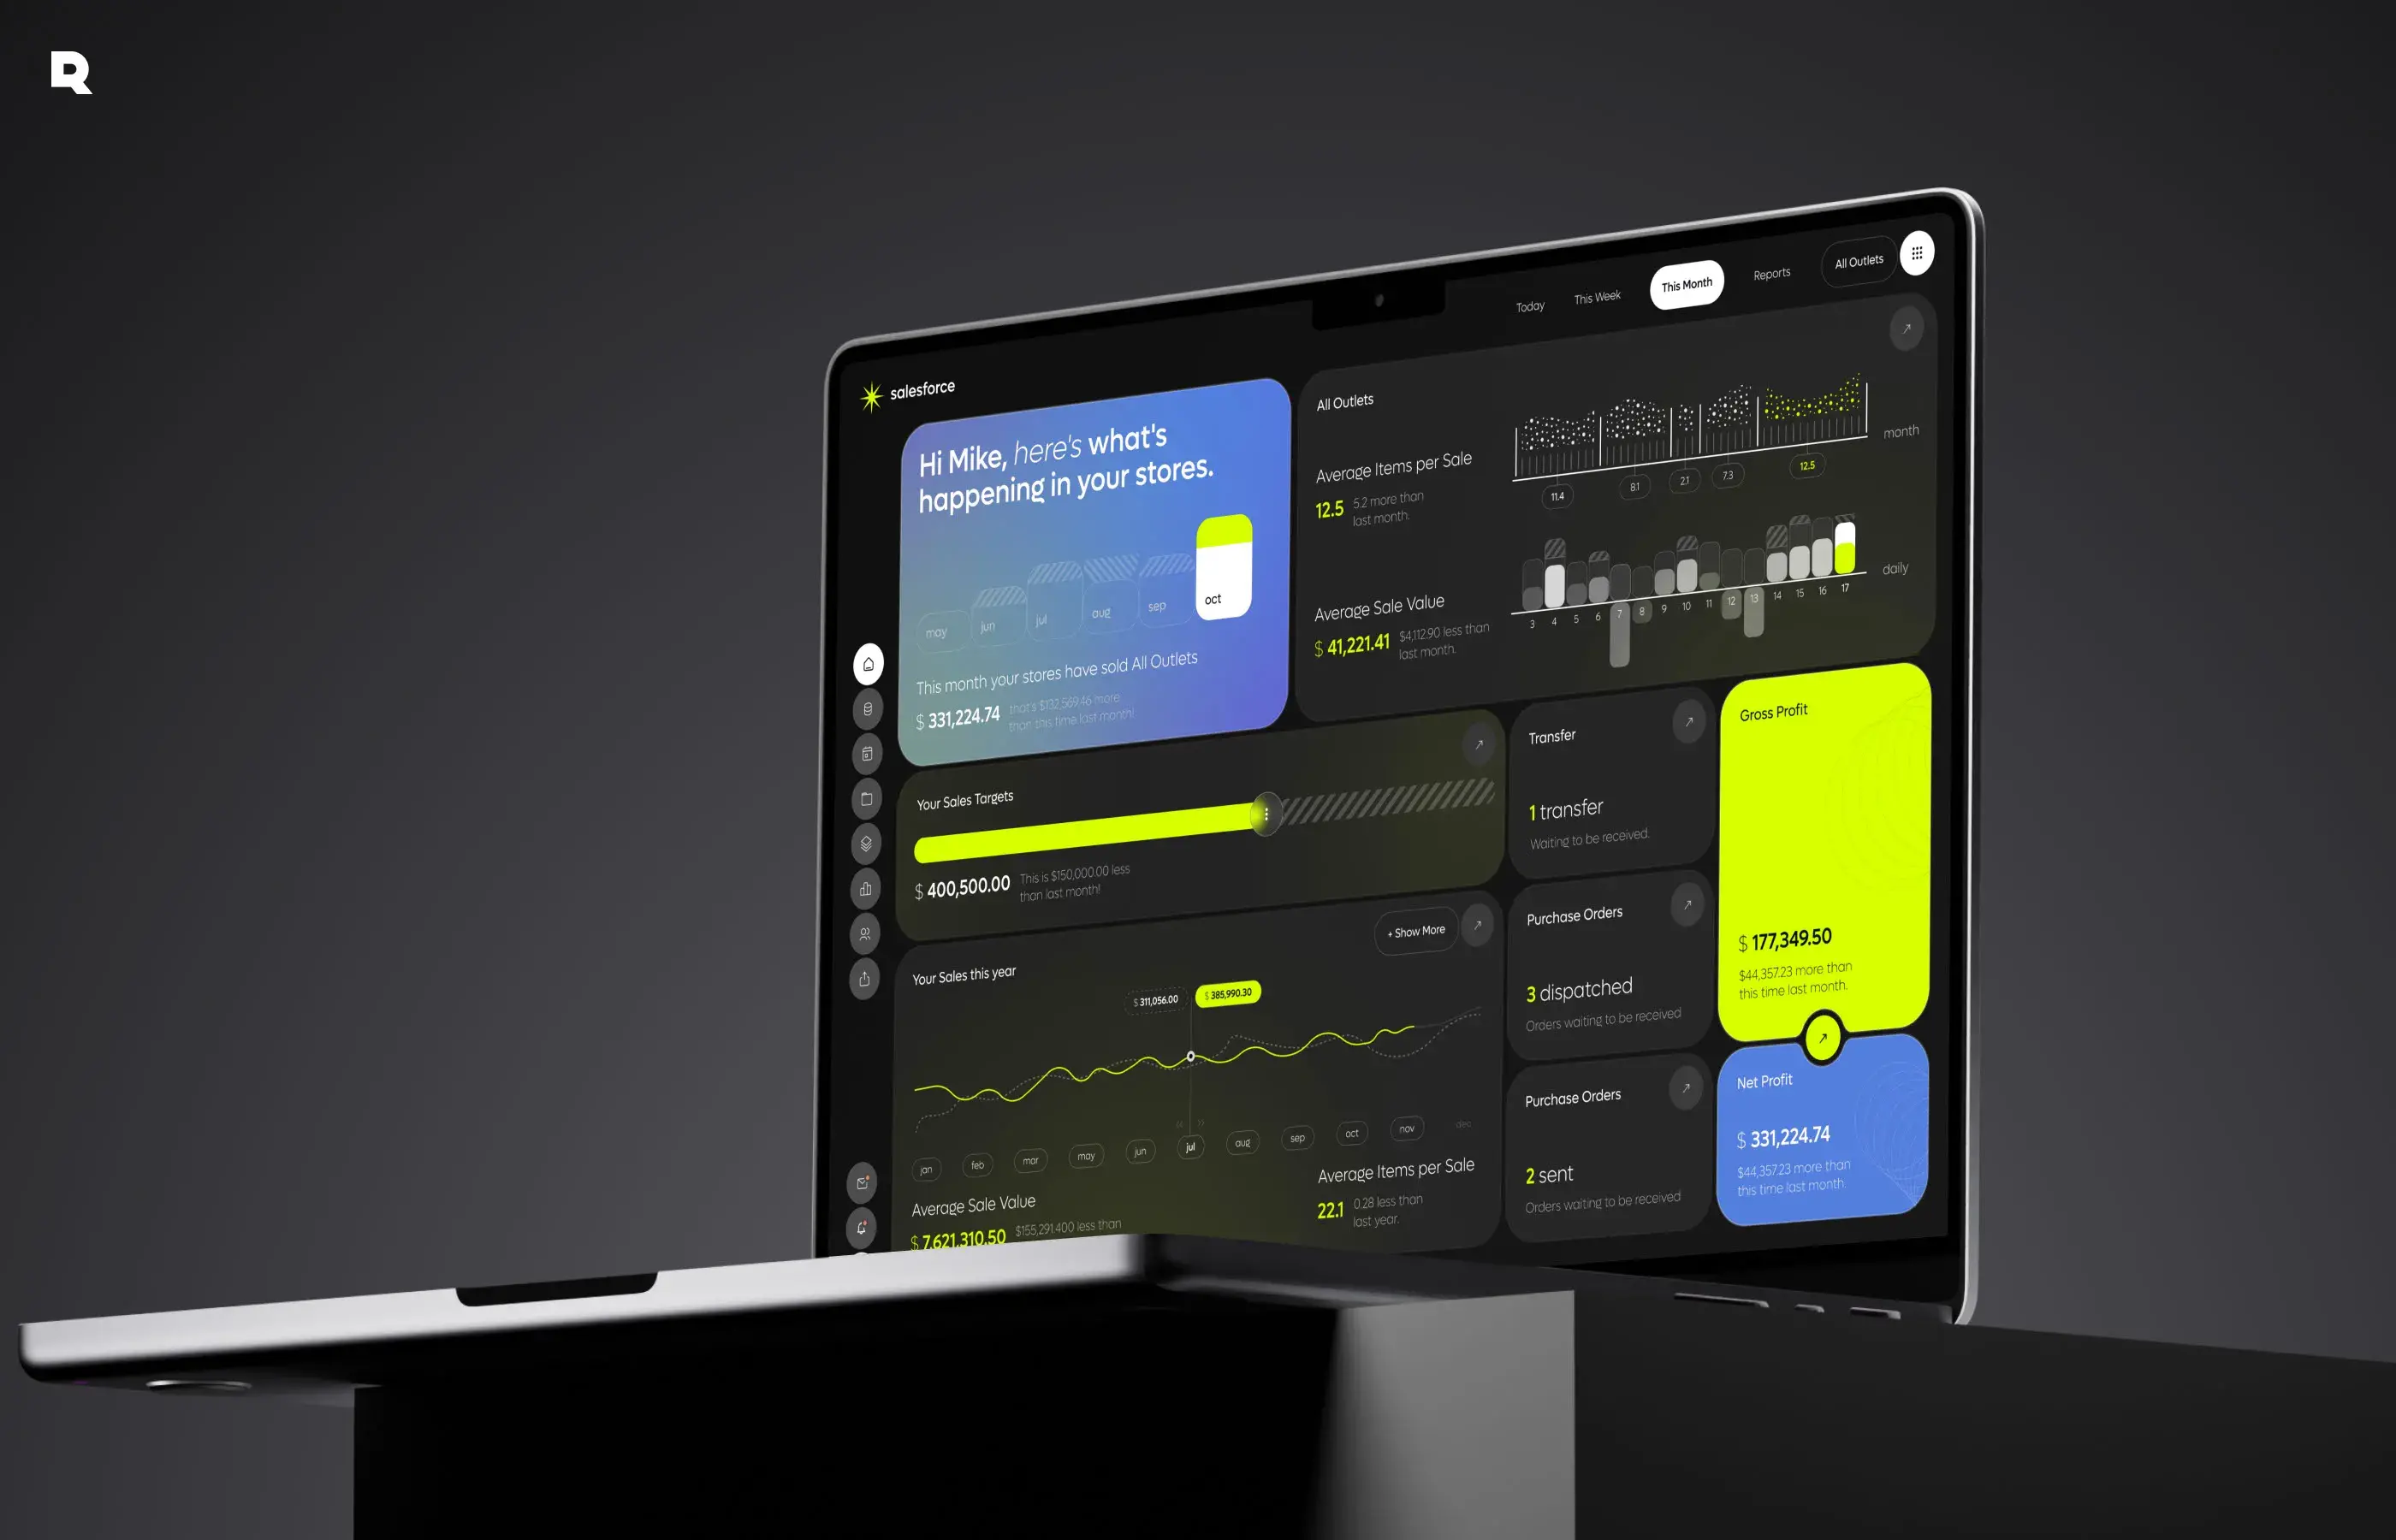 R
Today
This Week
This Month
Reports
All Outlets
salesforce
Hi Mike, here's what's
happening in your stores.
may
jun
jul
aug
sep
oct
This month your stores have sold All Outlets
$ 331,224.74
that's $132,569.46 more
than this time last month!
All Outlets
Average Items per Sale
12.5
5.2 more than
last month.
11.4
8.1
2.1
7.3
12.5
month
Average Sale Value
$ 41,221.41
$4,112.90 less than
last month.
3
4
5
6
7
8
9
10
11
12
13
14
15
16
17
daily
Your Sales Targets
$ 400,500.00
This is $150,000.00 less
than last month!
Transfer
1 transfer
Waiting to be received.
Gross Profit
$ 177,349.50
$44,357.23 more than
this time last month.
Your Sales this year
+ Show More
$ 311,056.00
$ 385,990.30
jan
feb
mar
may
jun
jul
aug
sep
oct
nov
dec
Average Sale Value
$ 7,621,310.50
$155,291.400 less than
Average Items per Sale
22.1
0.28 less than
last year.
Purchase Orders
3 dispatched
Orders waiting to be received
Purchase Orders
2 sent
Orders waiting to be received
Net Profit
$ 331,224.74
$44,357.23 more than
this time last month.